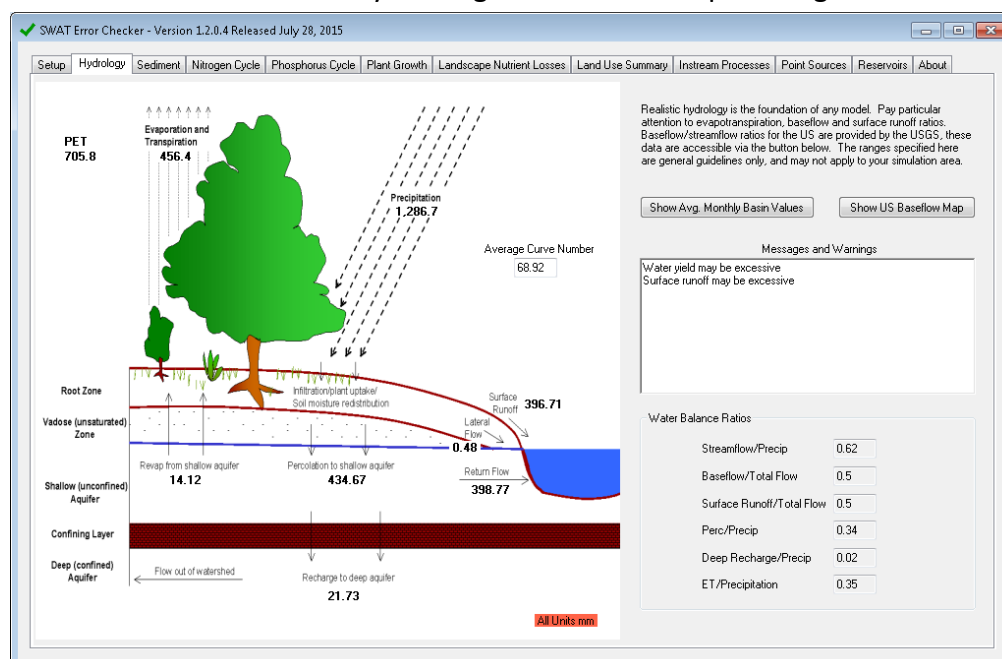 SWAT Error Checker - Version 1.2.0.4 Released July 28, 2015
Setup Hydrology Sediment Nitrogen Cycle Phosphorus Cycle Plant Growth Landscape Nutrient Losses Land Use Summary Instream Processes Point Sources Reservoirs About
PET
705.8
Evaporation and
Transpiration
456.4
Precipitation
1,286.7
Average Curve Number
68.92
Root Zone
Infiltration/plant uptake/
Soil moisture redistribution
Surface
Runoff
396.71
Vadose (unsaturated)
Zone
Lateral
Flow
0.48
Revap from shallow aquifer
14.12
Percolation to shallow aquifer
434.67
Return Flow
398.77
Shallow (unconfined)
Aquifer
Confining Layer
Deep (confined)
Aquifer
Flow out of watershed
Recharge to deep aquifer
21.73
All Units mm
Realistic hydrology is the foundation of any model. Pay particular
attention to evapotranspiration, baseflow and surface runoff ratios.
Baseflow/streamflow ratios for the US are provided by the USGS, these
data are accessible via the button below. The ranges specified here
are general guidelines only, and may not apply to your simulation area.
Show Avg. Monthly Basin Values
Show US Baseflow Map
Messages and Warnings
Water yield may be excessive
Surface runoff may be excessive
Water Balance Ratios
Streamflow/Precip 0.62
Baseflow/Total Flow 0.5
Surface Runoff/Total Flow 0.5
Perc/Precip 0.34
Deep Recharge/Precip 0.02
ET/Precipitation 0.35